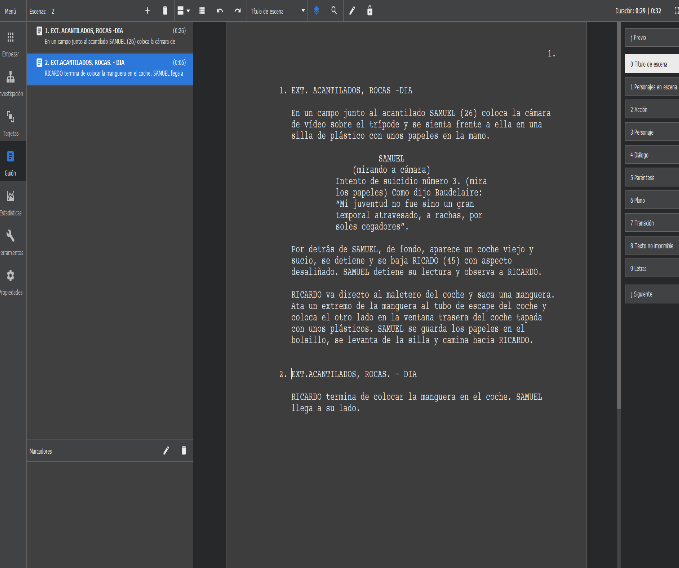 Menú
Escenas: 2
Título de escena
Duración: 0:29 | 0:32
Empezar
Investigación
Tarjetas
Guión
Estadísticas
erramientas
Propiedades
1. EXT. ACANTILADOS, ROCAS -DIA (0:26)
En un campo junto al acantilado SAMUEL (26) coloca la cámara de
2. EXT.ACANTILADOS, ROCAS. - DIA (0:05)
RICARDO termina de colocar la manguera en el coche. SAMUEL llega a
Marcadores
1.
1. EXT. ACANTILADOS, ROCAS -DIA
En un campo junto al acantilado SAMUEL (26) coloca la cámara
de vídeo sobre el trípode y se sienta frente a ella en una
silla de plástico con unos papeles en la mano.
SAMUEL
(mirando a cámara)
Intento de suicidio número 3. (mira
los papeles) Como dijo Baudelaire:
“Mi juventud no fue sino un gran
temporal atravesado, a rachas, por
soles cegadores”.
Por detrás de SAMUEL, de fondo, aparece un coche viejo y
sucio, se detiene y se baja RICADO (45) con aspecto
desaliñado. SAMUEL detiene su lectura y observa a RICARDO.
RICARDO va directo al maletero del coche y saca una manguera.
Ata un extremo de la manguera al tubo de escape del coche y
coloca el otro lado en la ventana trasera del coche tapada
con unos plásticos. SAMUEL se guarda los papeles en el
bolsillo, se levanta de la silla y camina hacia RICARDO.
2. EXT.ACANTILADOS, ROCAS. - DIA
RICARDO termina de colocar la manguera en el coche. SAMUEL
llega a su lado.
Previo
0 Título de escena
1 Personajes en escena
2 Acción
3 Personaje
4 Diálogo
5 Paréntesis
6 Plano
7 Transición
8 Texto no imprimible
9 Letras
Siguiente